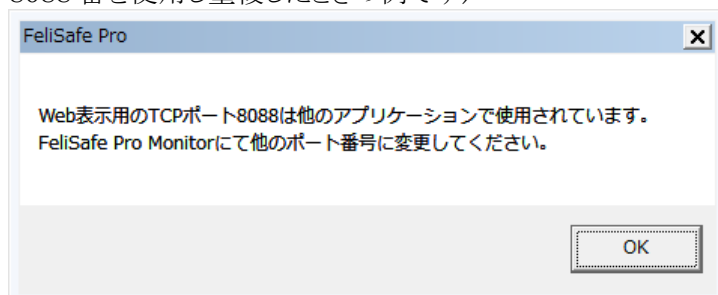 FeliSafe Pro
Web表示用のTCPポート8088は他のアプリケーションで使用されています。
FeliSafe Pro Monitorにて他のポート番号に変更してください。
OK